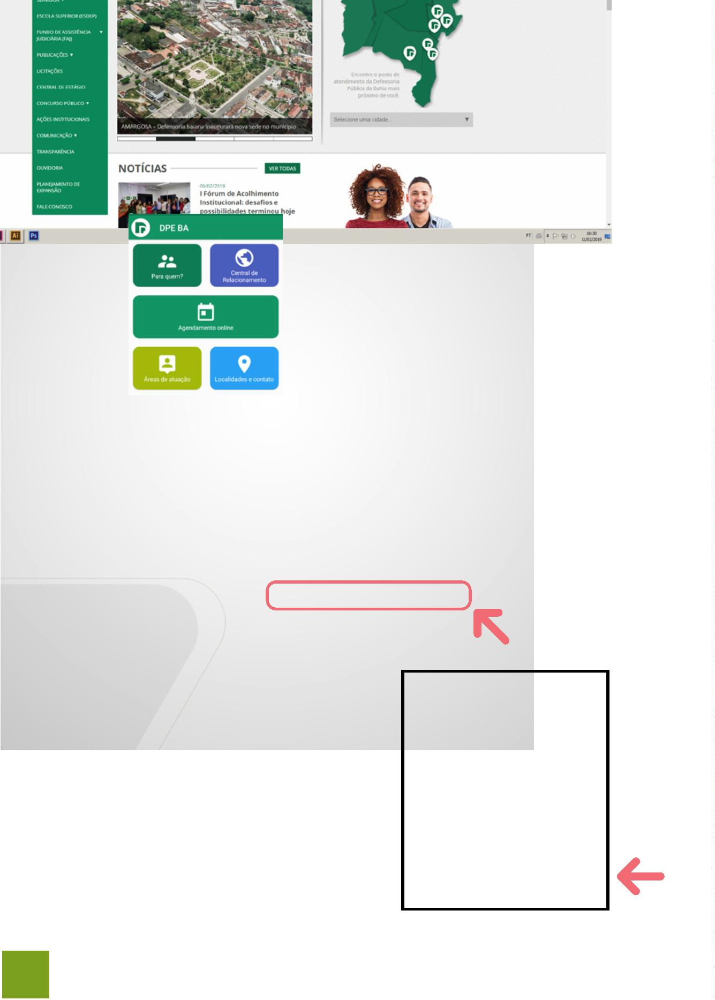 SERVIDOR ▼
ESCOLA SUPERIOR (ESDEP)
FUNDO DE ASSISTÊNCIA ▼
JUDICIÁRIA (FAJ)
PUBLICAÇÕES ▼
LICITAÇÕES
CENTRAL DE ESTÁGIO
CONCURSO PÚBLICO ▼
AÇÕES INSTITUCIONAIS
COMUNICAÇÃO ▼
TRANSPARÊNCIA
OUVIDORIA
PLANEJAMENTO DE
EXPANSÃO
FALE CONOSCO
AMARGOSA – Defensoria baiana inaugurará nova sede no município
Encontre o posto de
atendimento da Defensoria
Pública da Bahia mais
próximo de você.
Selecione uma cidade... ▼
NOTÍCIAS
VER TODAS
06/02/2019
I Fórum de Acolhimento
Institucional: desafios e
possibilidades terminou hoje
Ai
Ps
PT
16:30
11/02/2019
DPE BA
Para quem?
Central de
Relacionamento
Agendamento online
Áreas de atuação
Localidades e contato